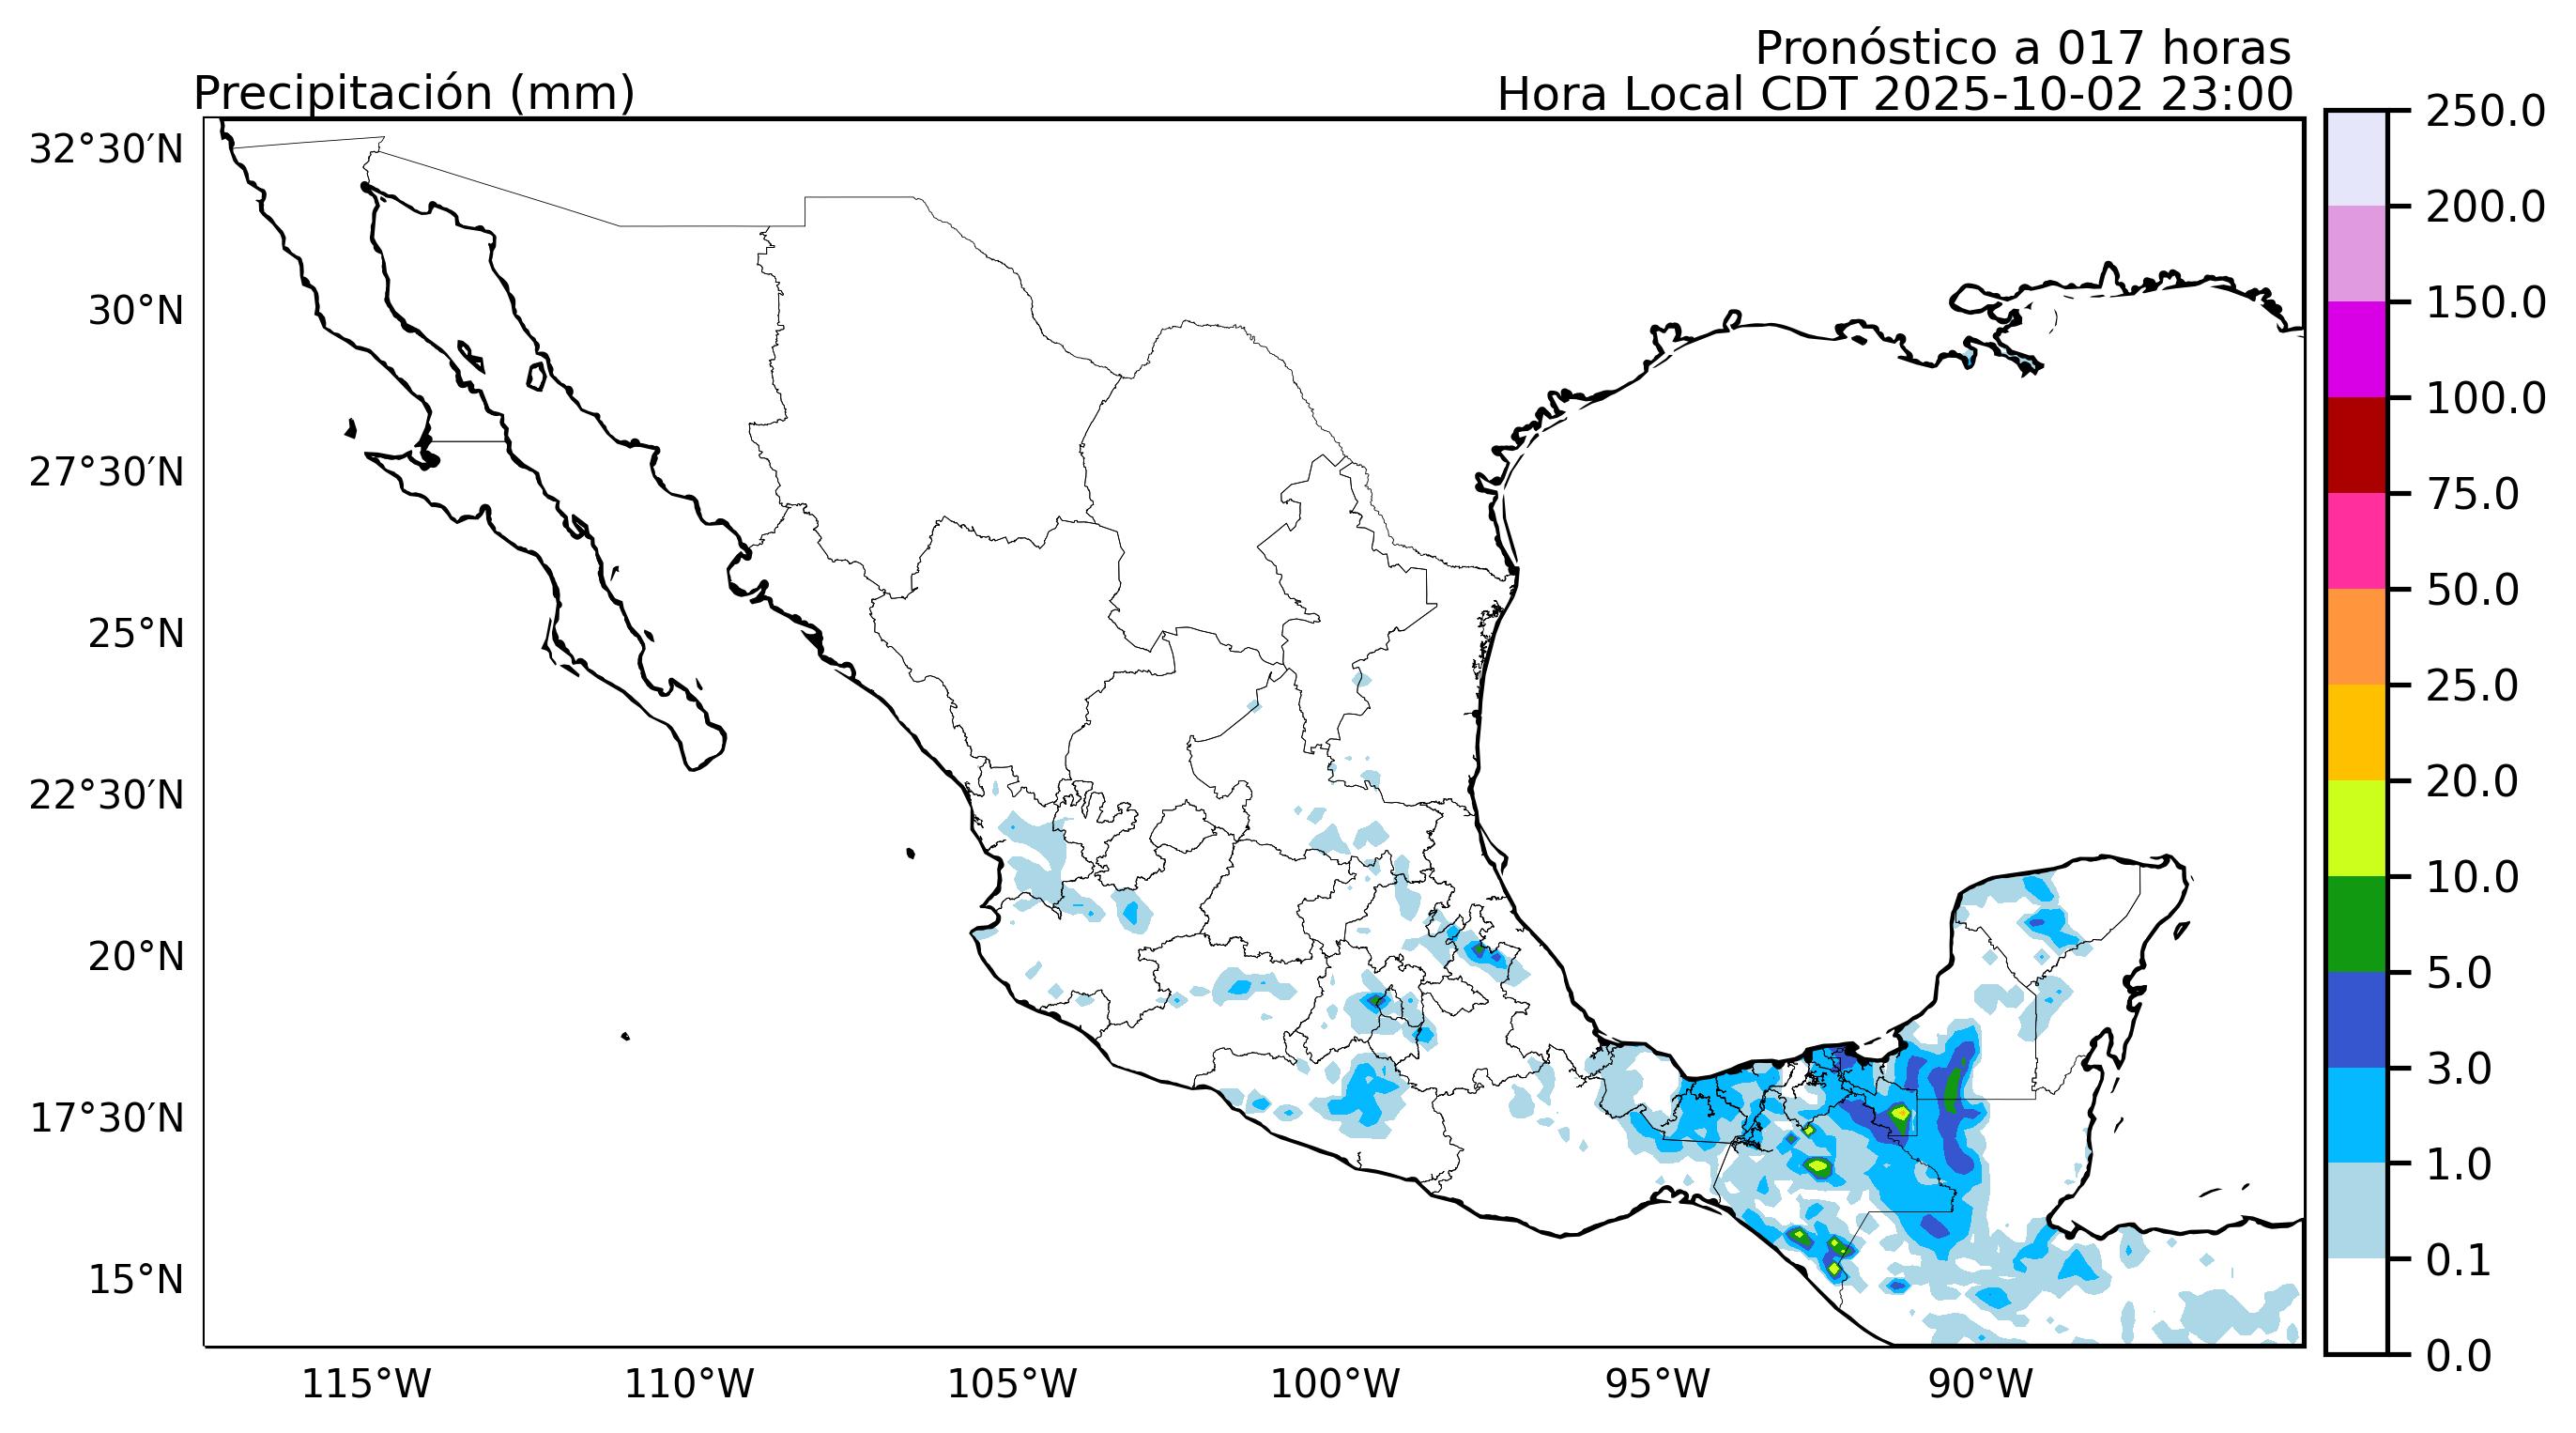 Pronóstico a 017 horas
Precipitación (mm)
Hora Local CDT 2025-10-02 23:00
32°30′N
30°N
27°30′N
25°N
22°30′N
20°N
17°30′N
15°N
115°W
110°W
105°W
100°W
95°W
90°W
250.0
200.0
150.0
100.0
75.0
50.0
25.0
20.0
10.0
5.0
3.0
1.0
0.1
0.0